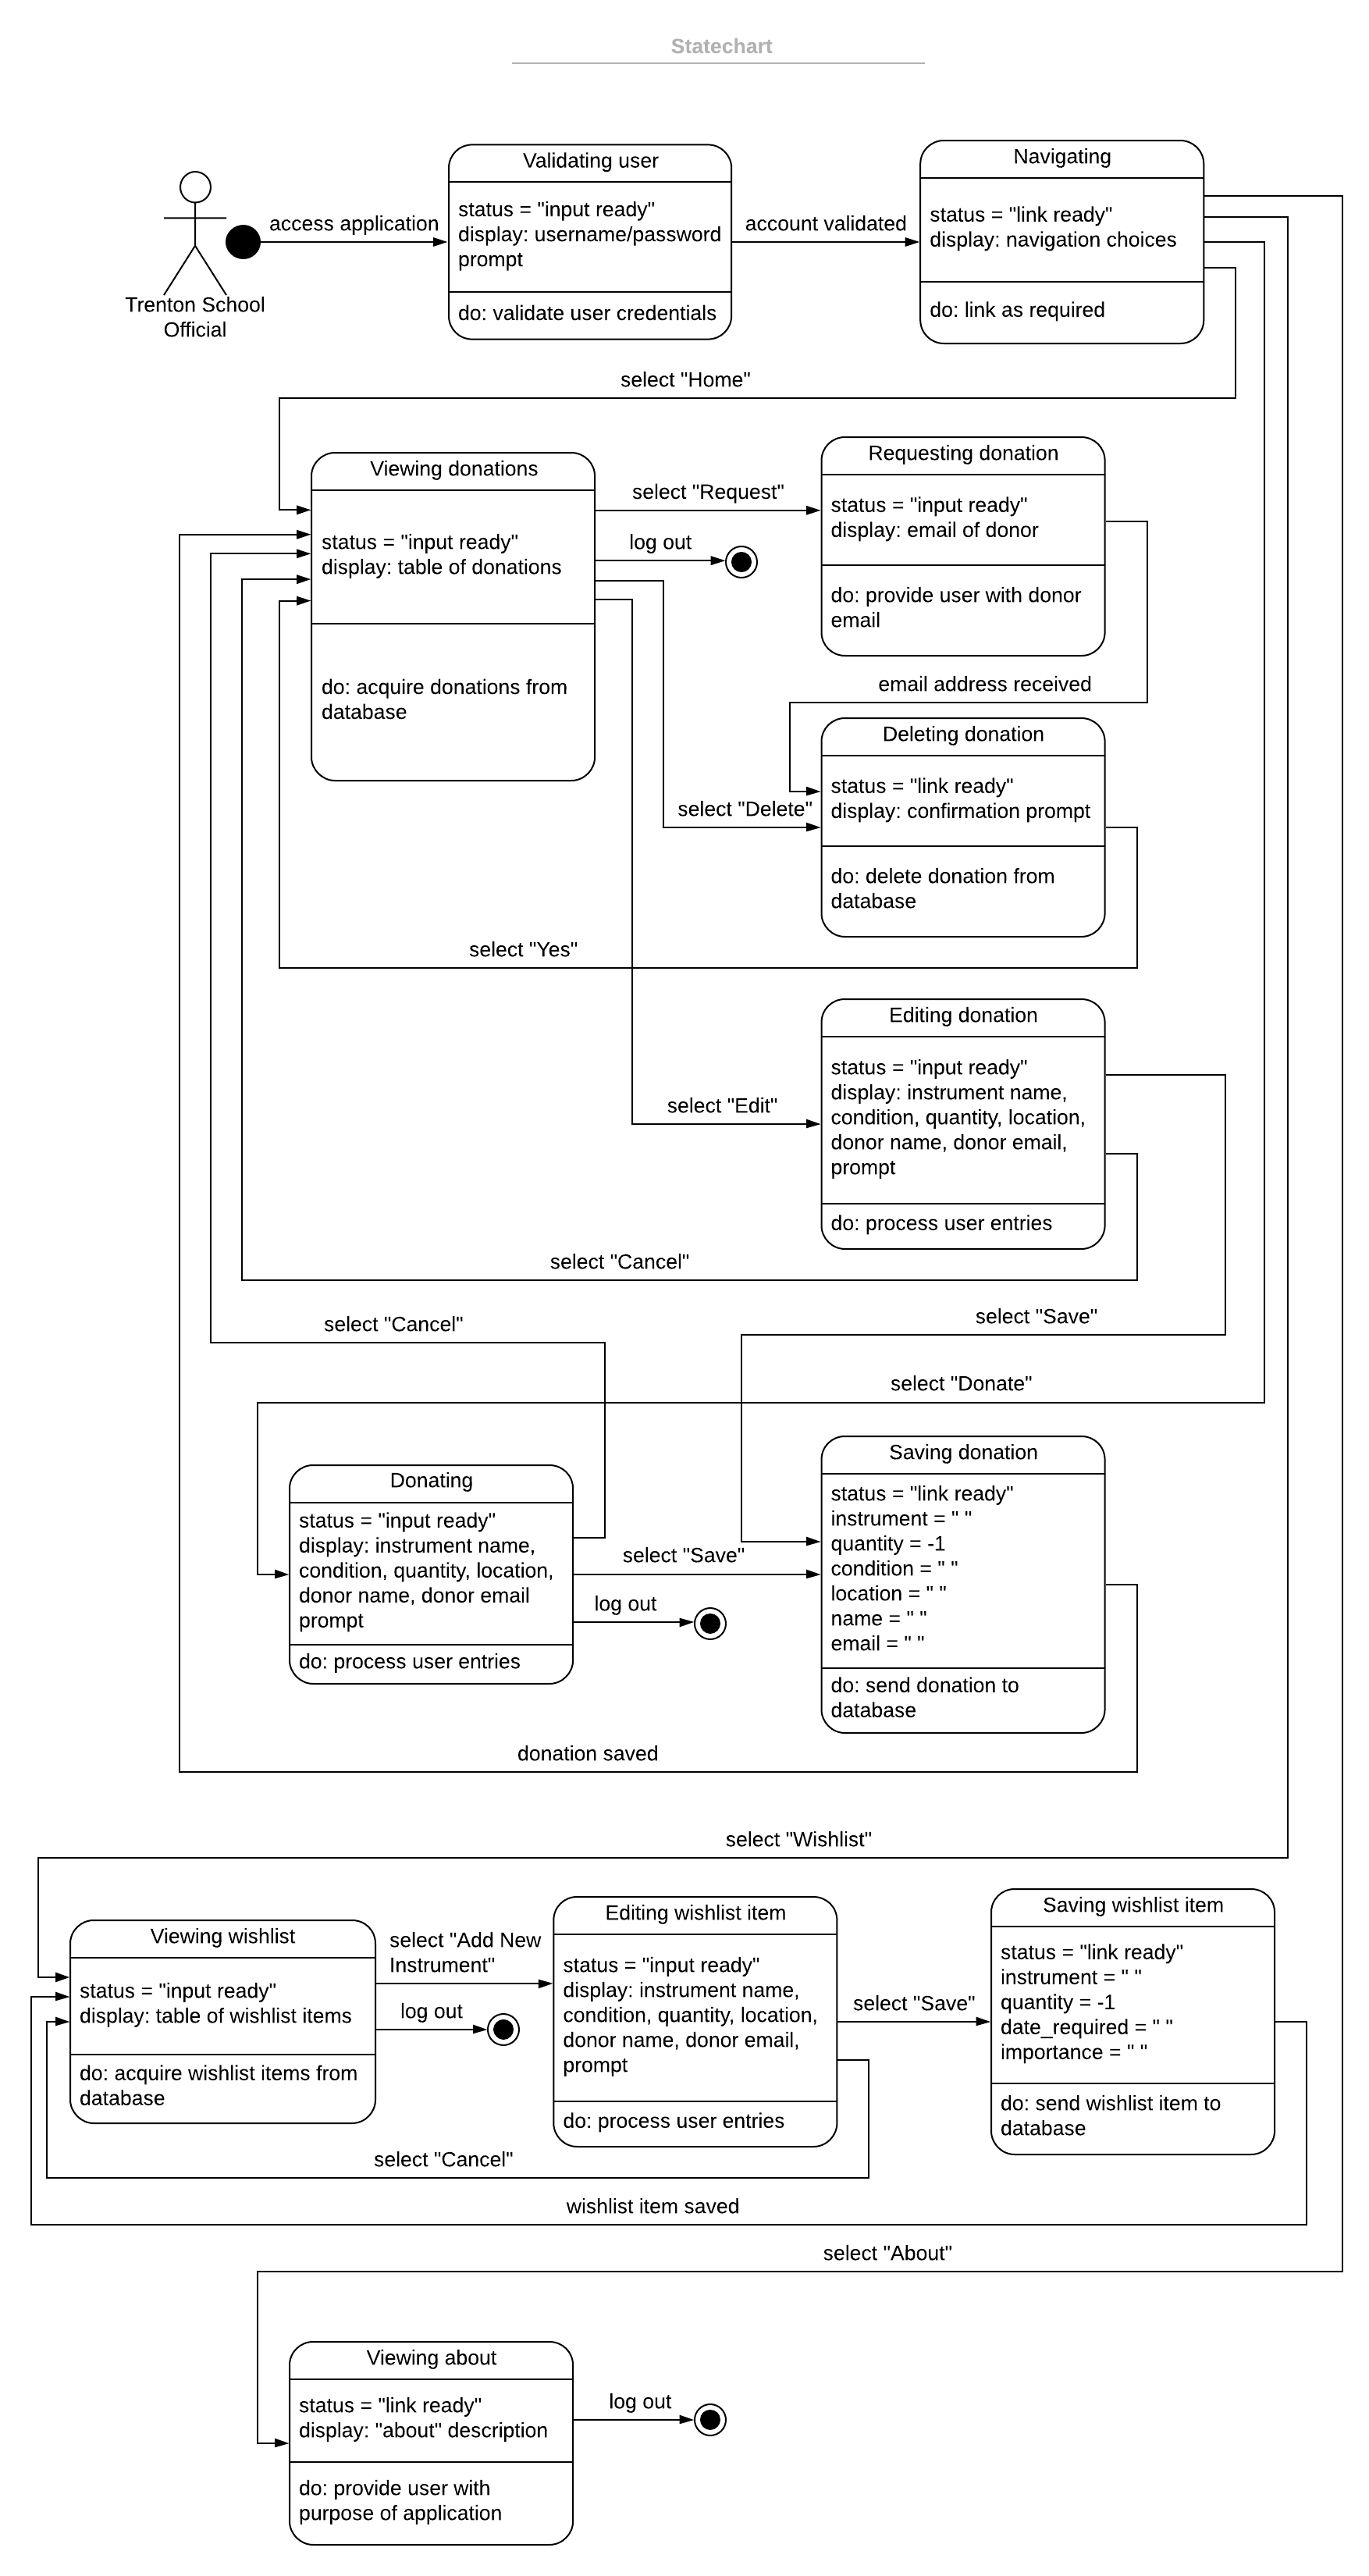 Statechart
Trenton School
Official
access application
Validating user
status = "input ready"
display: username/password
prompt
do: validate user credentials
account validated
Navigating
status = "link ready"
display: navigation choices
do: link as required
select "Home"
Viewing donations
status = "input ready"
display: table of donations
do: acquire donations from
database
select "Request"
log out
Requesting donation
status = "input ready"
display: email of donor
do: provide user with donor
email
email address received
select "Delete"
Deleting donation
status = "link ready"
display: confirmation prompt
do: delete donation from
database
select "Yes"
select "Edit"
Editing donation
status = "input ready"
display: instrument name,
condition, quantity, location,
donor name, donor email,
prompt
do: process user entries
select "Cancel"
select "Cancel"
select "Save"
select "Donate"
Donating
status = "input ready"
display: instrument name,
condition, quantity, location,
donor name, donor email
prompt
do: process user entries
select "Save"
log out
Saving donation
status = "link ready"
instrument = " "
quantity = -1
condition = " "
location = " "
name = " "
email = " "
do: send donation to
database
donation saved
select "Wishlist"
Viewing wishlist
status = "input ready"
display: table of wishlist items
do: acquire wishlist items from
database
select "Add New
Instrument"
log out
Editing wishlist item
status = "input ready"
display: instrument name,
condition, quantity, location,
donor name, donor email,
prompt
do: process user entries
select "Save"
Saving wishlist item
status = "link ready"
instrument = " "
quantity = -1
date_required = " "
importance = " "
do: send wishlist item to
database
select "Cancel"
wishlist item saved
select "About"
Viewing about
status = "link ready"
display: "about" description
do: provide user with
purpose of application
log out